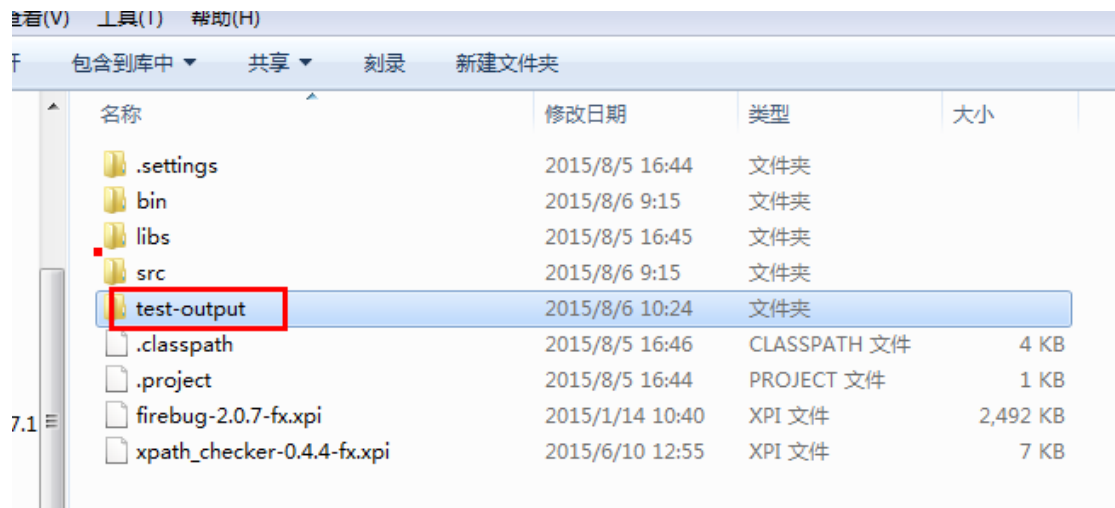 查看(V) 工具(T) 帮助(H)
包含到库中 共享 刻录 新建文件夹
名称 修改日期 类型 大小
.settings 2015/8/5 16:44 文件夹
bin 2015/8/6 9:15 文件夹
libs 2015/8/5 16:45 文件夹
src 2015/8/6 9:15 文件夹
test-output 2015/8/6 10:24 文件夹
.classpath 2015/8/5 16:46 CLASSPATH 文件 4 KB
.project 2015/8/5 16:44 PROJECT 文件 1 KB
7.1 firebug-2.0.7-fx.xpi 2015/1/14 10:40 XPI 文件 2,492 KB
xpath_checker-0.4.4-fx.xpi 2015/6/10 12:55 XPI 文件 7 KB